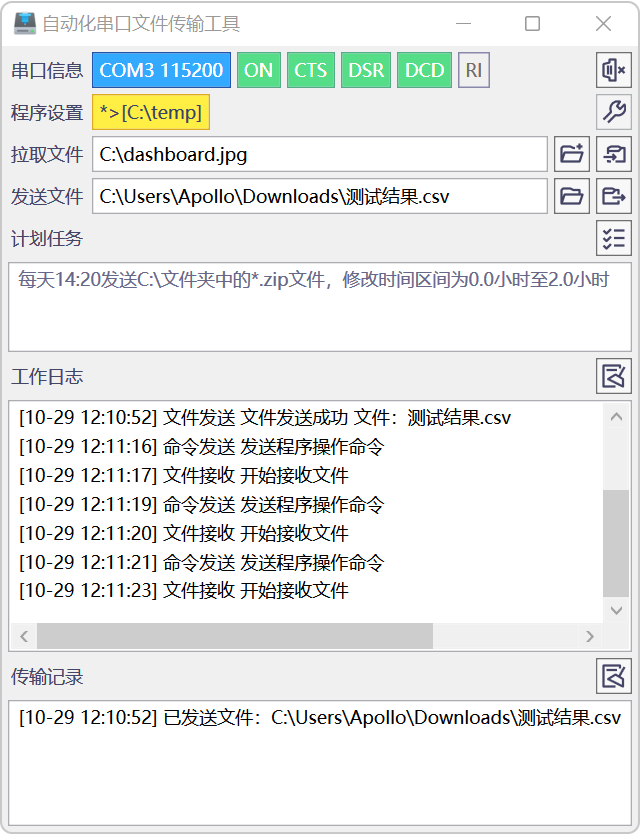 自动化串口文件传输工具
串口信息 COM3 115200 ON CTS DSR DCD RI
程序设置 *>[C:\temp]
拉取文件 C:\dashboard.jpg
发送文件 C:\Users\Apollo\Downloads\测试结果.csv
计划任务
每天14:20发送C:\文件夹中的*.zip文件，修改时间区间为0.0小时至2.0小时
工作日志
[10-29 12:10:52] 文件发送 文件发送成功 文件：测试结果.csv
[10-29 12:11:16] 命令发送 发送程序操作命令
[10-29 12:11:17] 文件接收 开始接收文件
[10-29 12:11:19] 命令发送 发送程序操作命令
[10-29 12:11:20] 文件接收 开始接收文件
[10-29 12:11:21] 命令发送 发送程序操作命令
[10-29 12:11:23] 文件接收 开始接收文件
传输记录
[10-29 12:10:52] 已发送文件：C:\Users\Apollo\Downloads\测试结果.csv